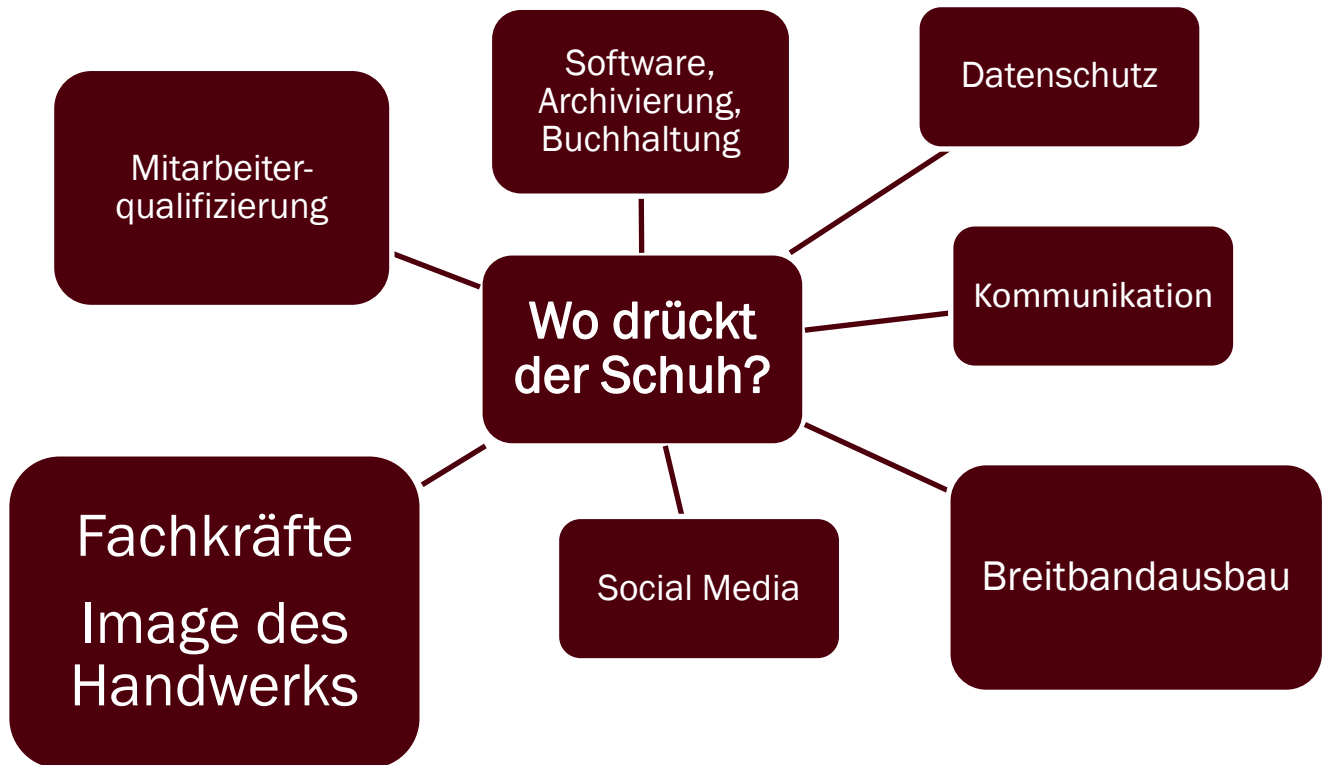 Software,
Archivierung,
Buchhaltung
Datenschutz
Mitarbeiter-
qualifizierung
Kommunikation
Wo drückt
der Schuh?
Fachkräfte
Image des
Handwerks
Social Media
Breitbandausbau